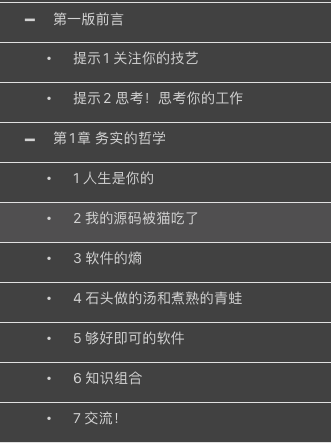 第一版前言
提示1 关注你的技艺
提示2 思考！思考你的工作
第1章 务实的哲学
1 人生是你的
2 我的源码被猫吃了
3 软件的熵
4 石头做的汤和煮熟的青蛙
5 够好即可的软件
6 知识组合
7 交流！